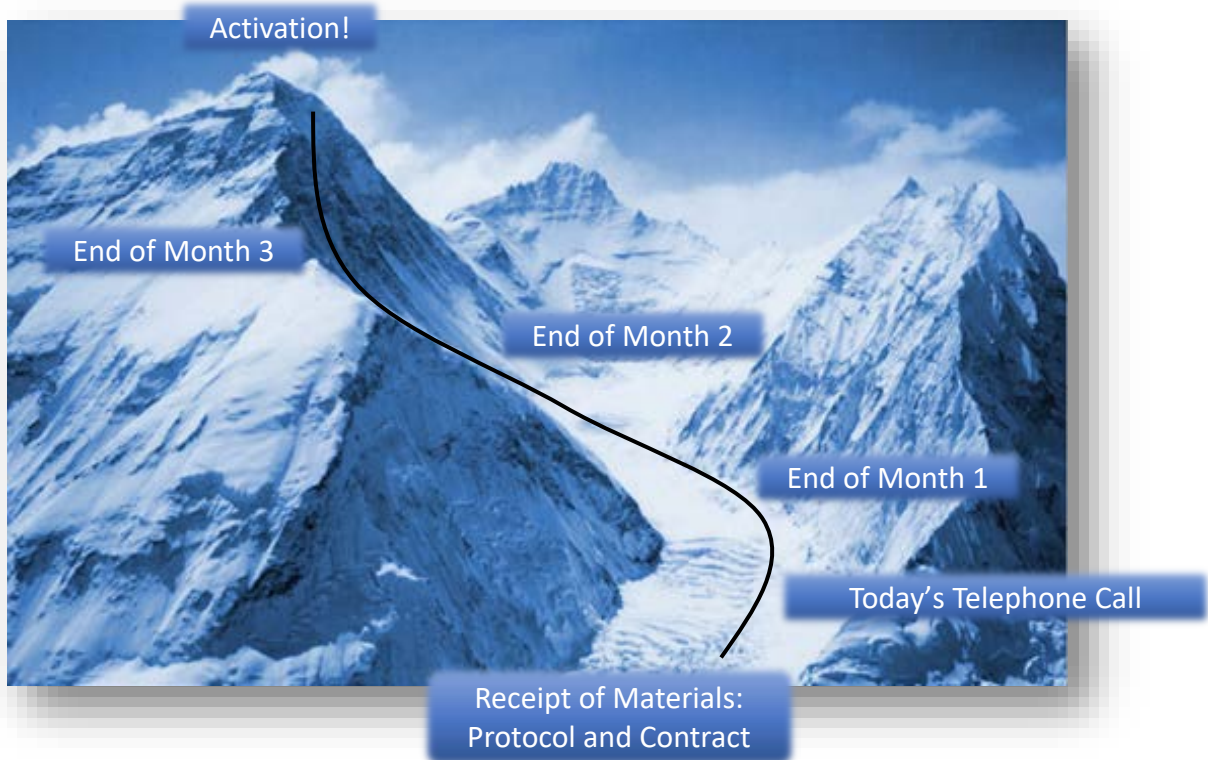 Activation!
End of Month 3
End of Month 2
End of Month 1
Today’s Telephone Call
Receipt of Materials:
Protocol and Contract